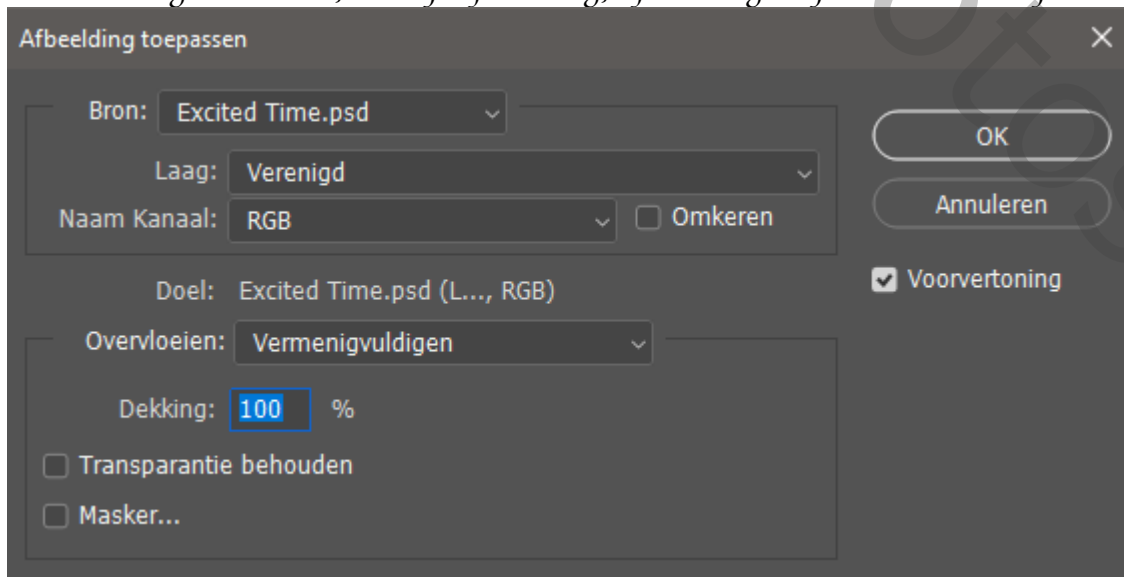 Afbeelding toepassen
Bron: Excited Time.psd
OK
Laag: Verenigd
Annuleren
Naam Kanaal: RGB Omkeren
Voorvertoning
Doel: Excited Time.psd (L..., RGB)
Overvloeien: Vermenigvuldigen
Dekking: 100 %
Transparantie behouden
Masker...